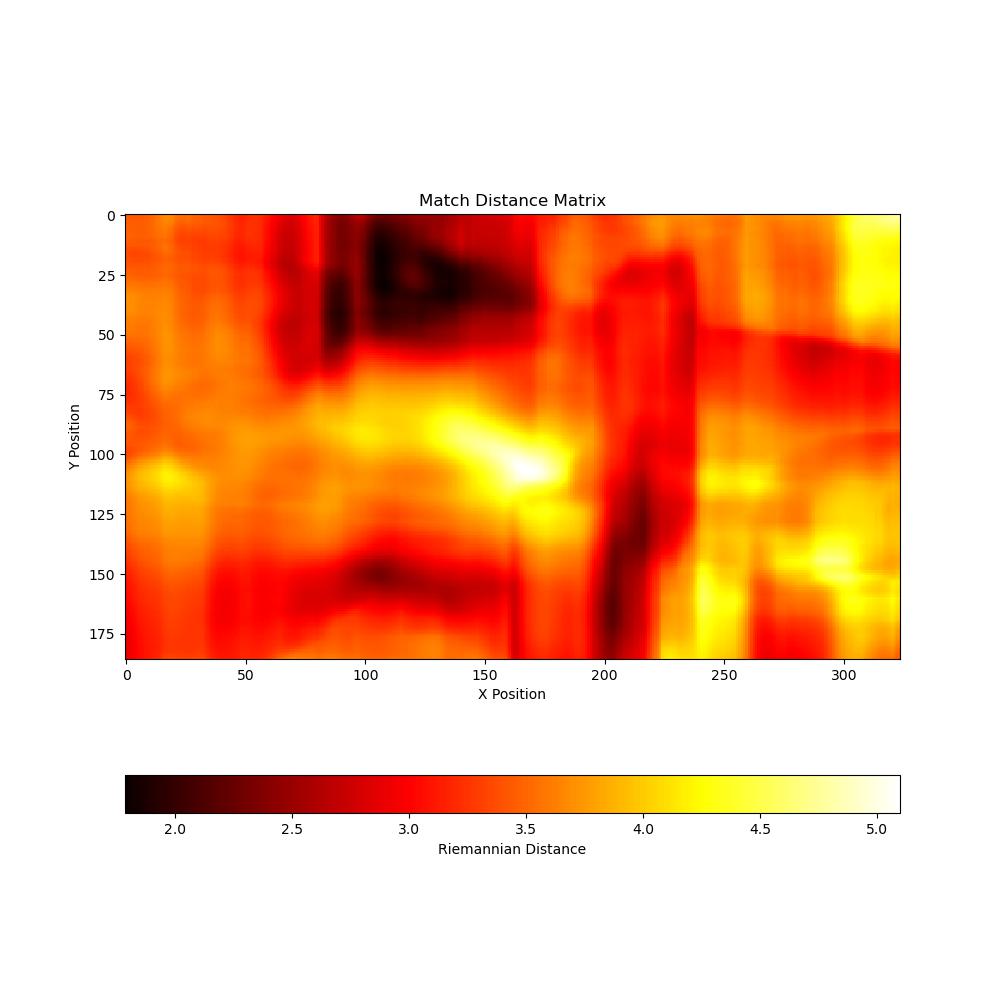 Match Distance Matrix
0
25
50
75
100
125
150
175
Y Position
0 50 100 150 200 250 300
X Position
2.0 2.5 3.0 3.5 4.0 4.5 5.0
Riemannian Distance